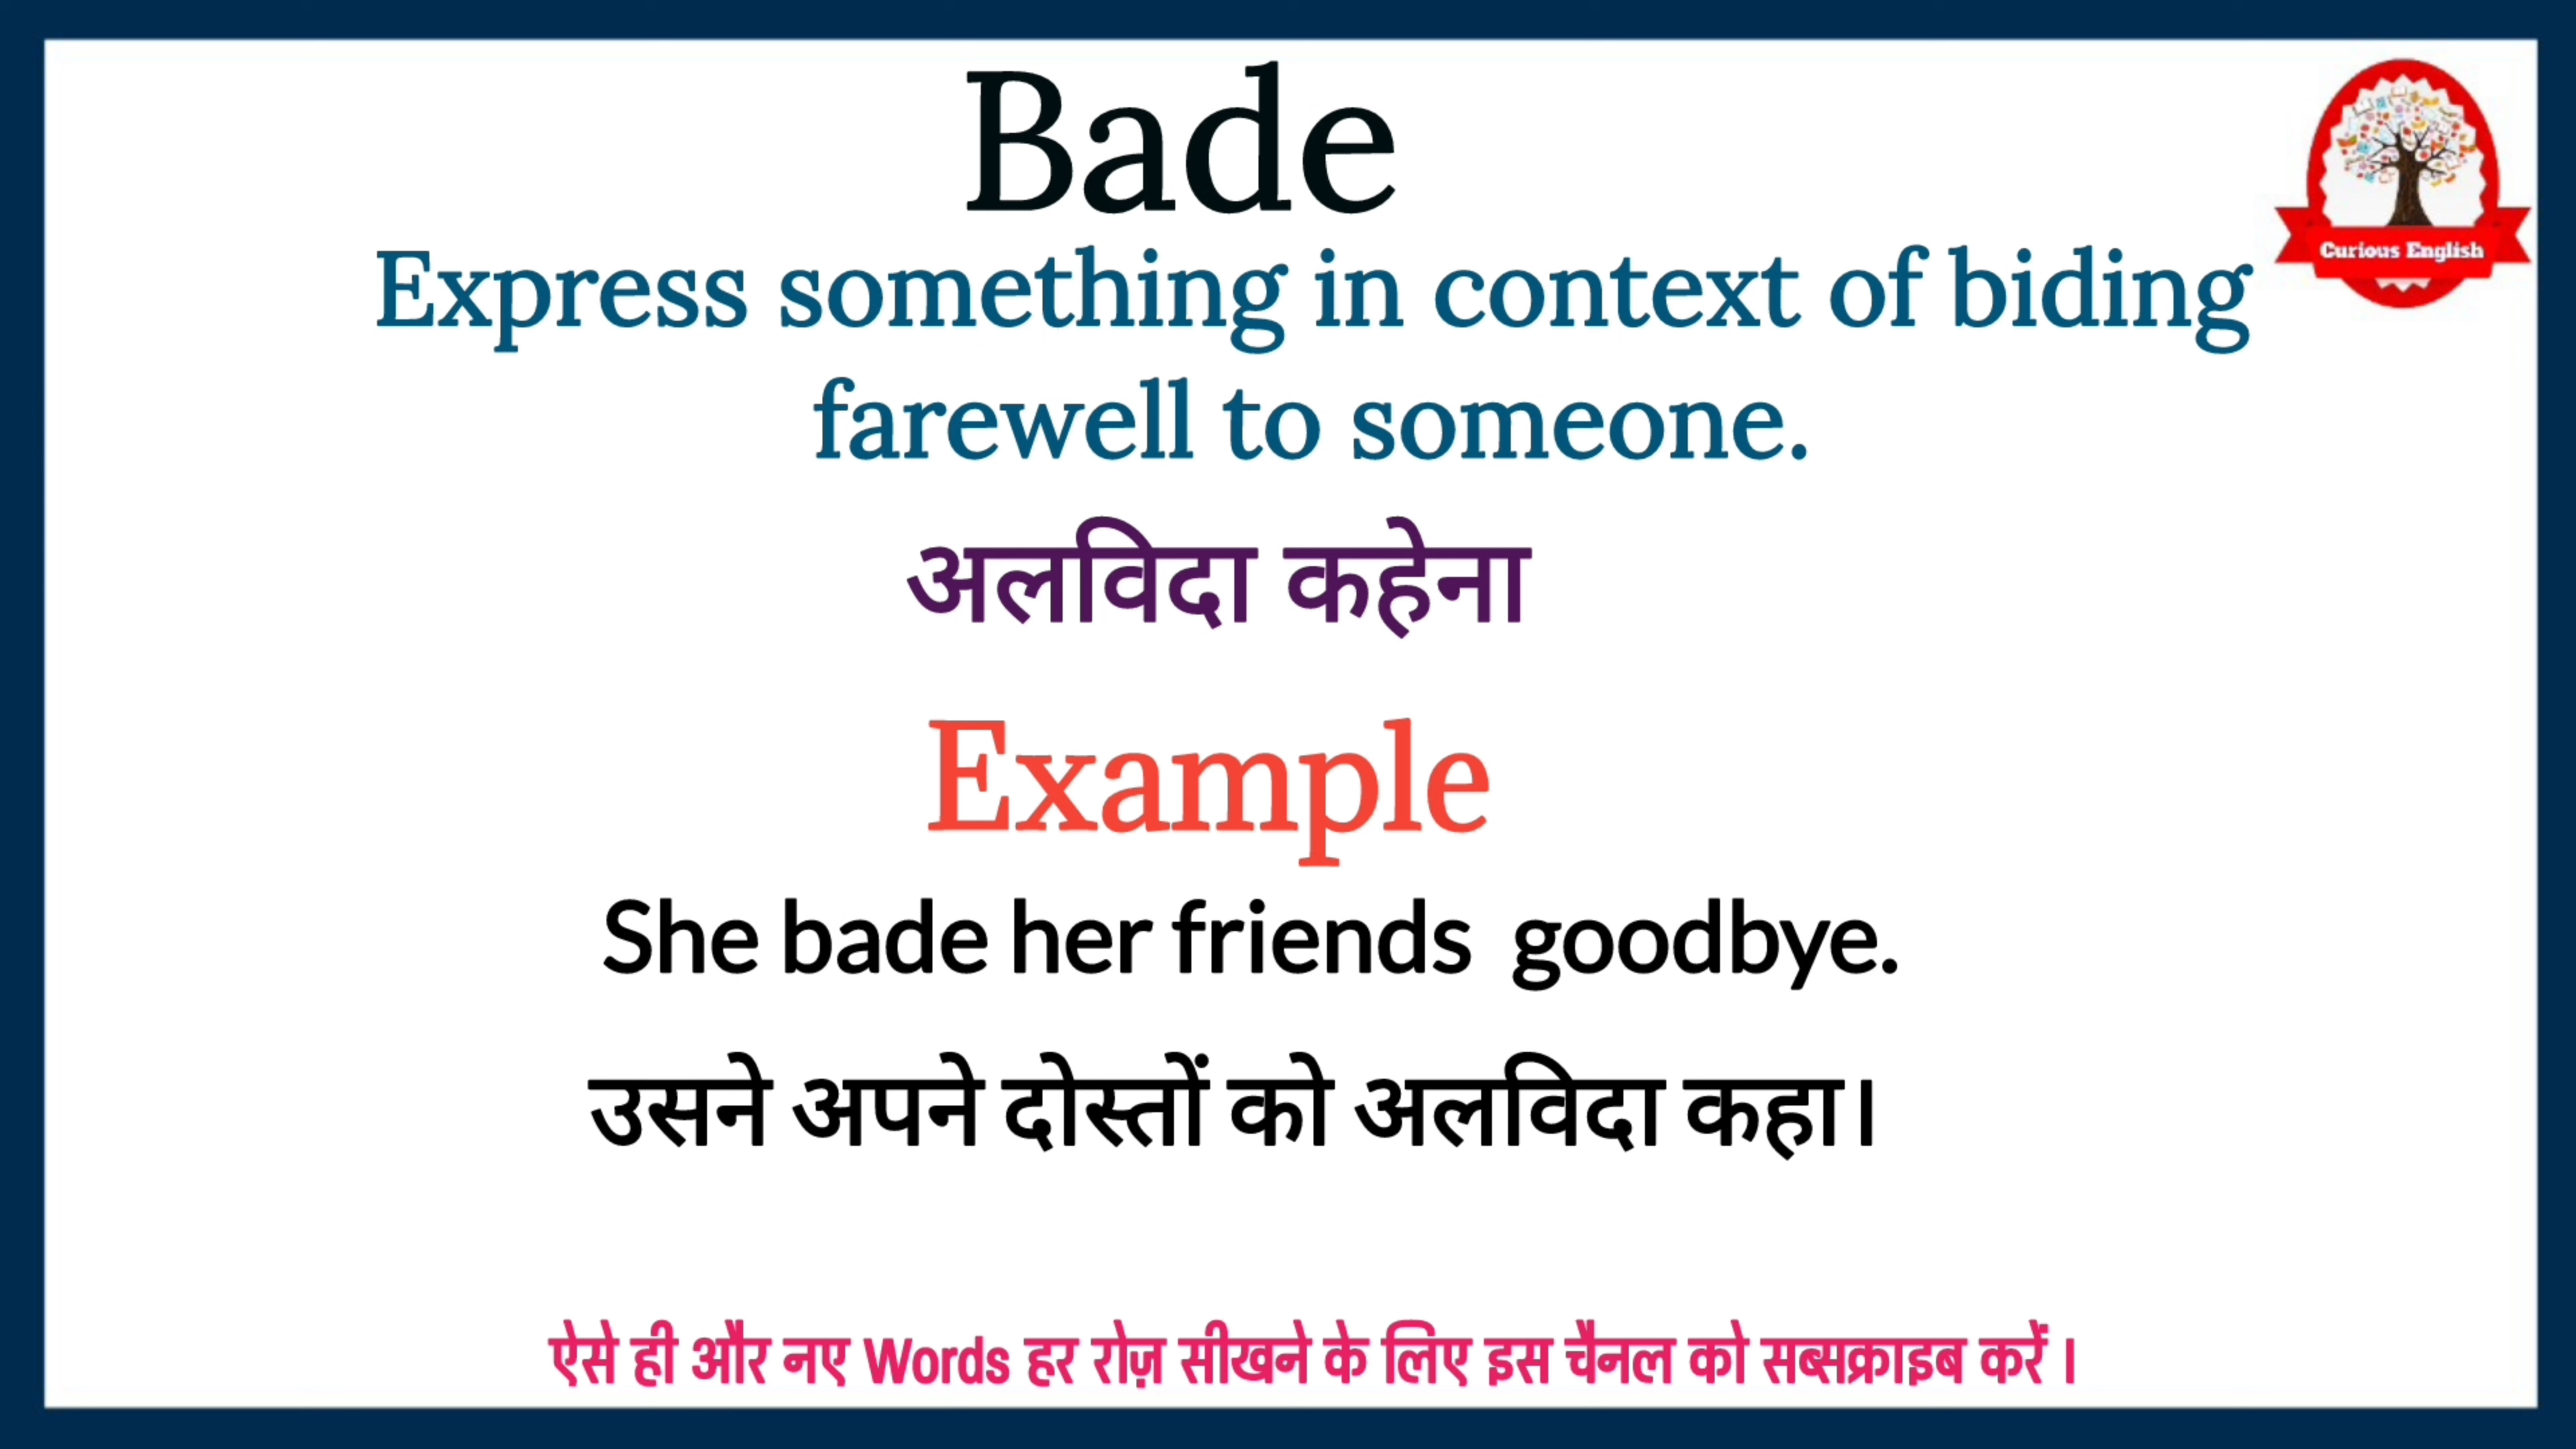 Bade
Curious English
Express something in context of biding
farewell to someone.
अलविदा कहेना
Example
She bade her friends goodbye.
उसने अपने दोस्तों को अलविदा कहा।
ऐसे ही और नए Words हर रोज़ सीखने के लिए इस चैनल को सब्सक्राइब करें ।